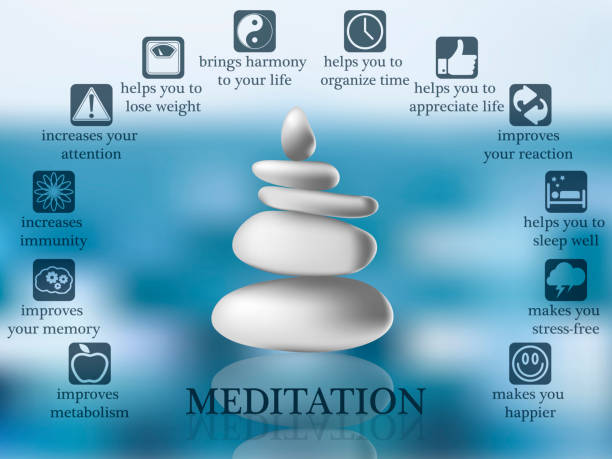 brings harmony
to your life
helps you to
organize time
helps you to
lose weight
helps you to
appreciate life
increases your
attention
improves
your reaction
increases
immunity
helps you to
sleep well
improves
your memory
makes you
stress-free
improves
metabolism
makes you
happier
MEDITATION